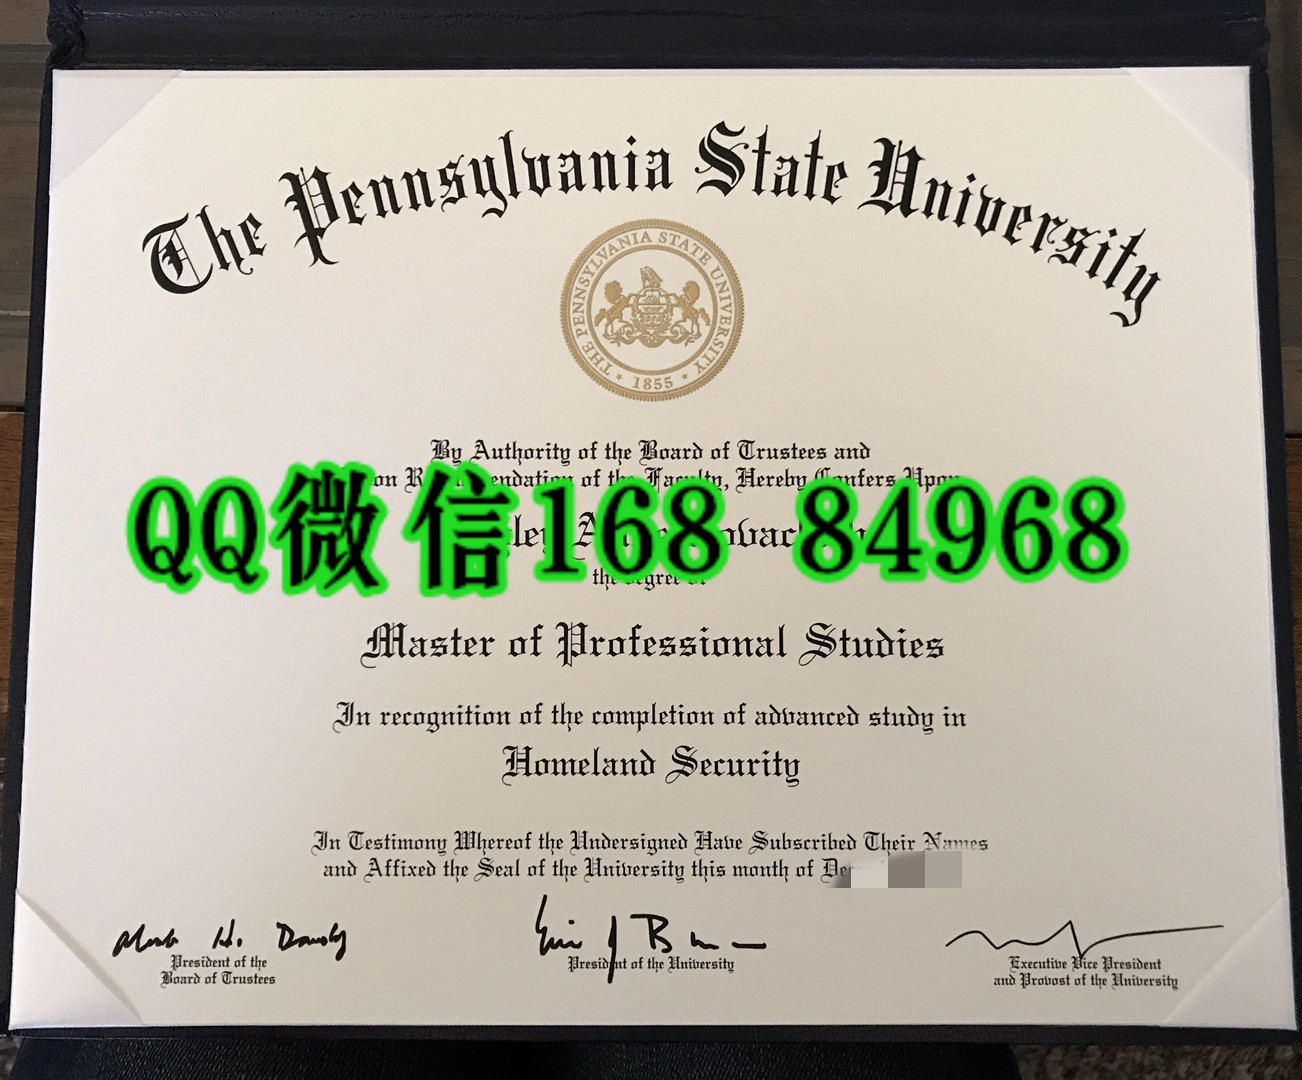 The Pennsylvania State University
THE PENNSYLVANIA STATE UNIVERSITY
1855
By Authority of the Board of Trustees and
of the Faculty, Hereby Confers Upon
QQ微信168 84968
the degree of
Master of Professional Studies
In recognition of the completion of advanced study in
Homeland Security
In Testimony Whereof the Undersigned Have Subscribed Their Names
and Affixed the Seal of the University this month of
President of the
Board of Trustees
President of the University
Executive Vice President
and Provost of the University